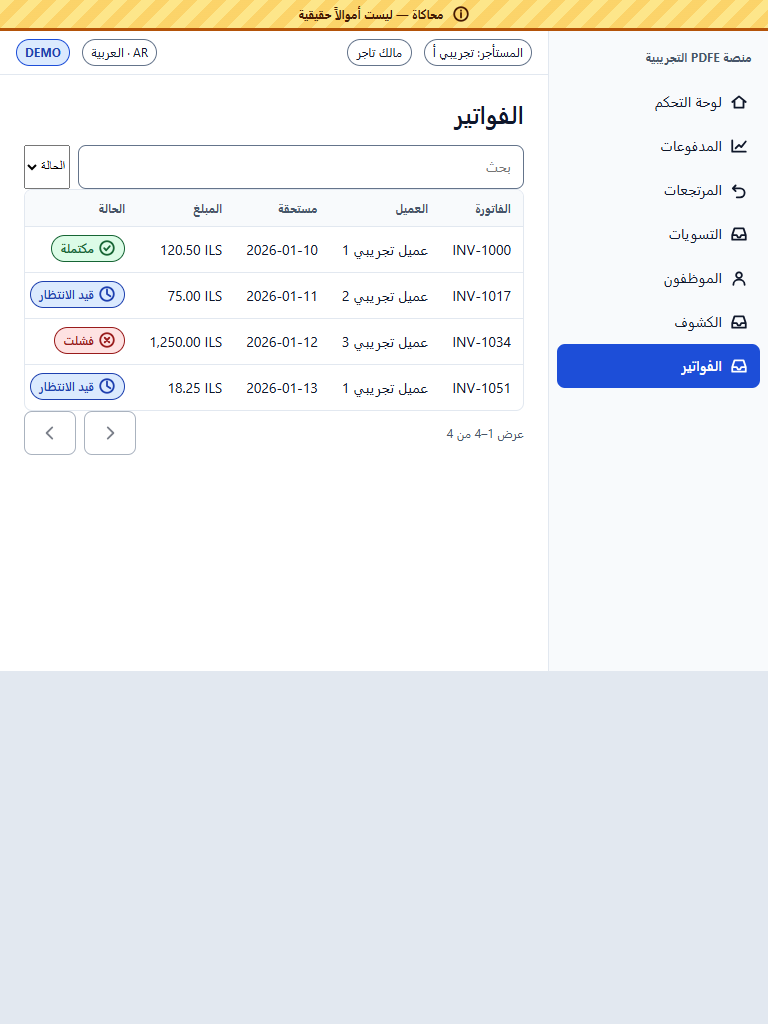 محاكاة — ليست أموالاً حقيقية
منصة PDFE التجريبية
لوحة التحكم
المدفوعات
المرتجعات
التسويات
الموظفون
الكشوف
الفواتير
المستأجر: تجريبي أ
مالك تاجر
AR · العربية
DEMO
الفواتير
بحث
الحالة
الفاتورة العميل مستحقة المبلغ الحالة
INV-1000 عميل تجريبي 1 2026-01-10 120.50 ILS مكتملة
INV-1017 عميل تجريبي 2 2026-01-11 75.00 ILS قيد الانتظار
INV-1034 عميل تجريبي 3 2026-01-12 1,250.00 ILS فشلت
INV-1051 عميل تجريبي 1 2026-01-13 18.25 ILS قيد الانتظار
عرض 1–4 من 4